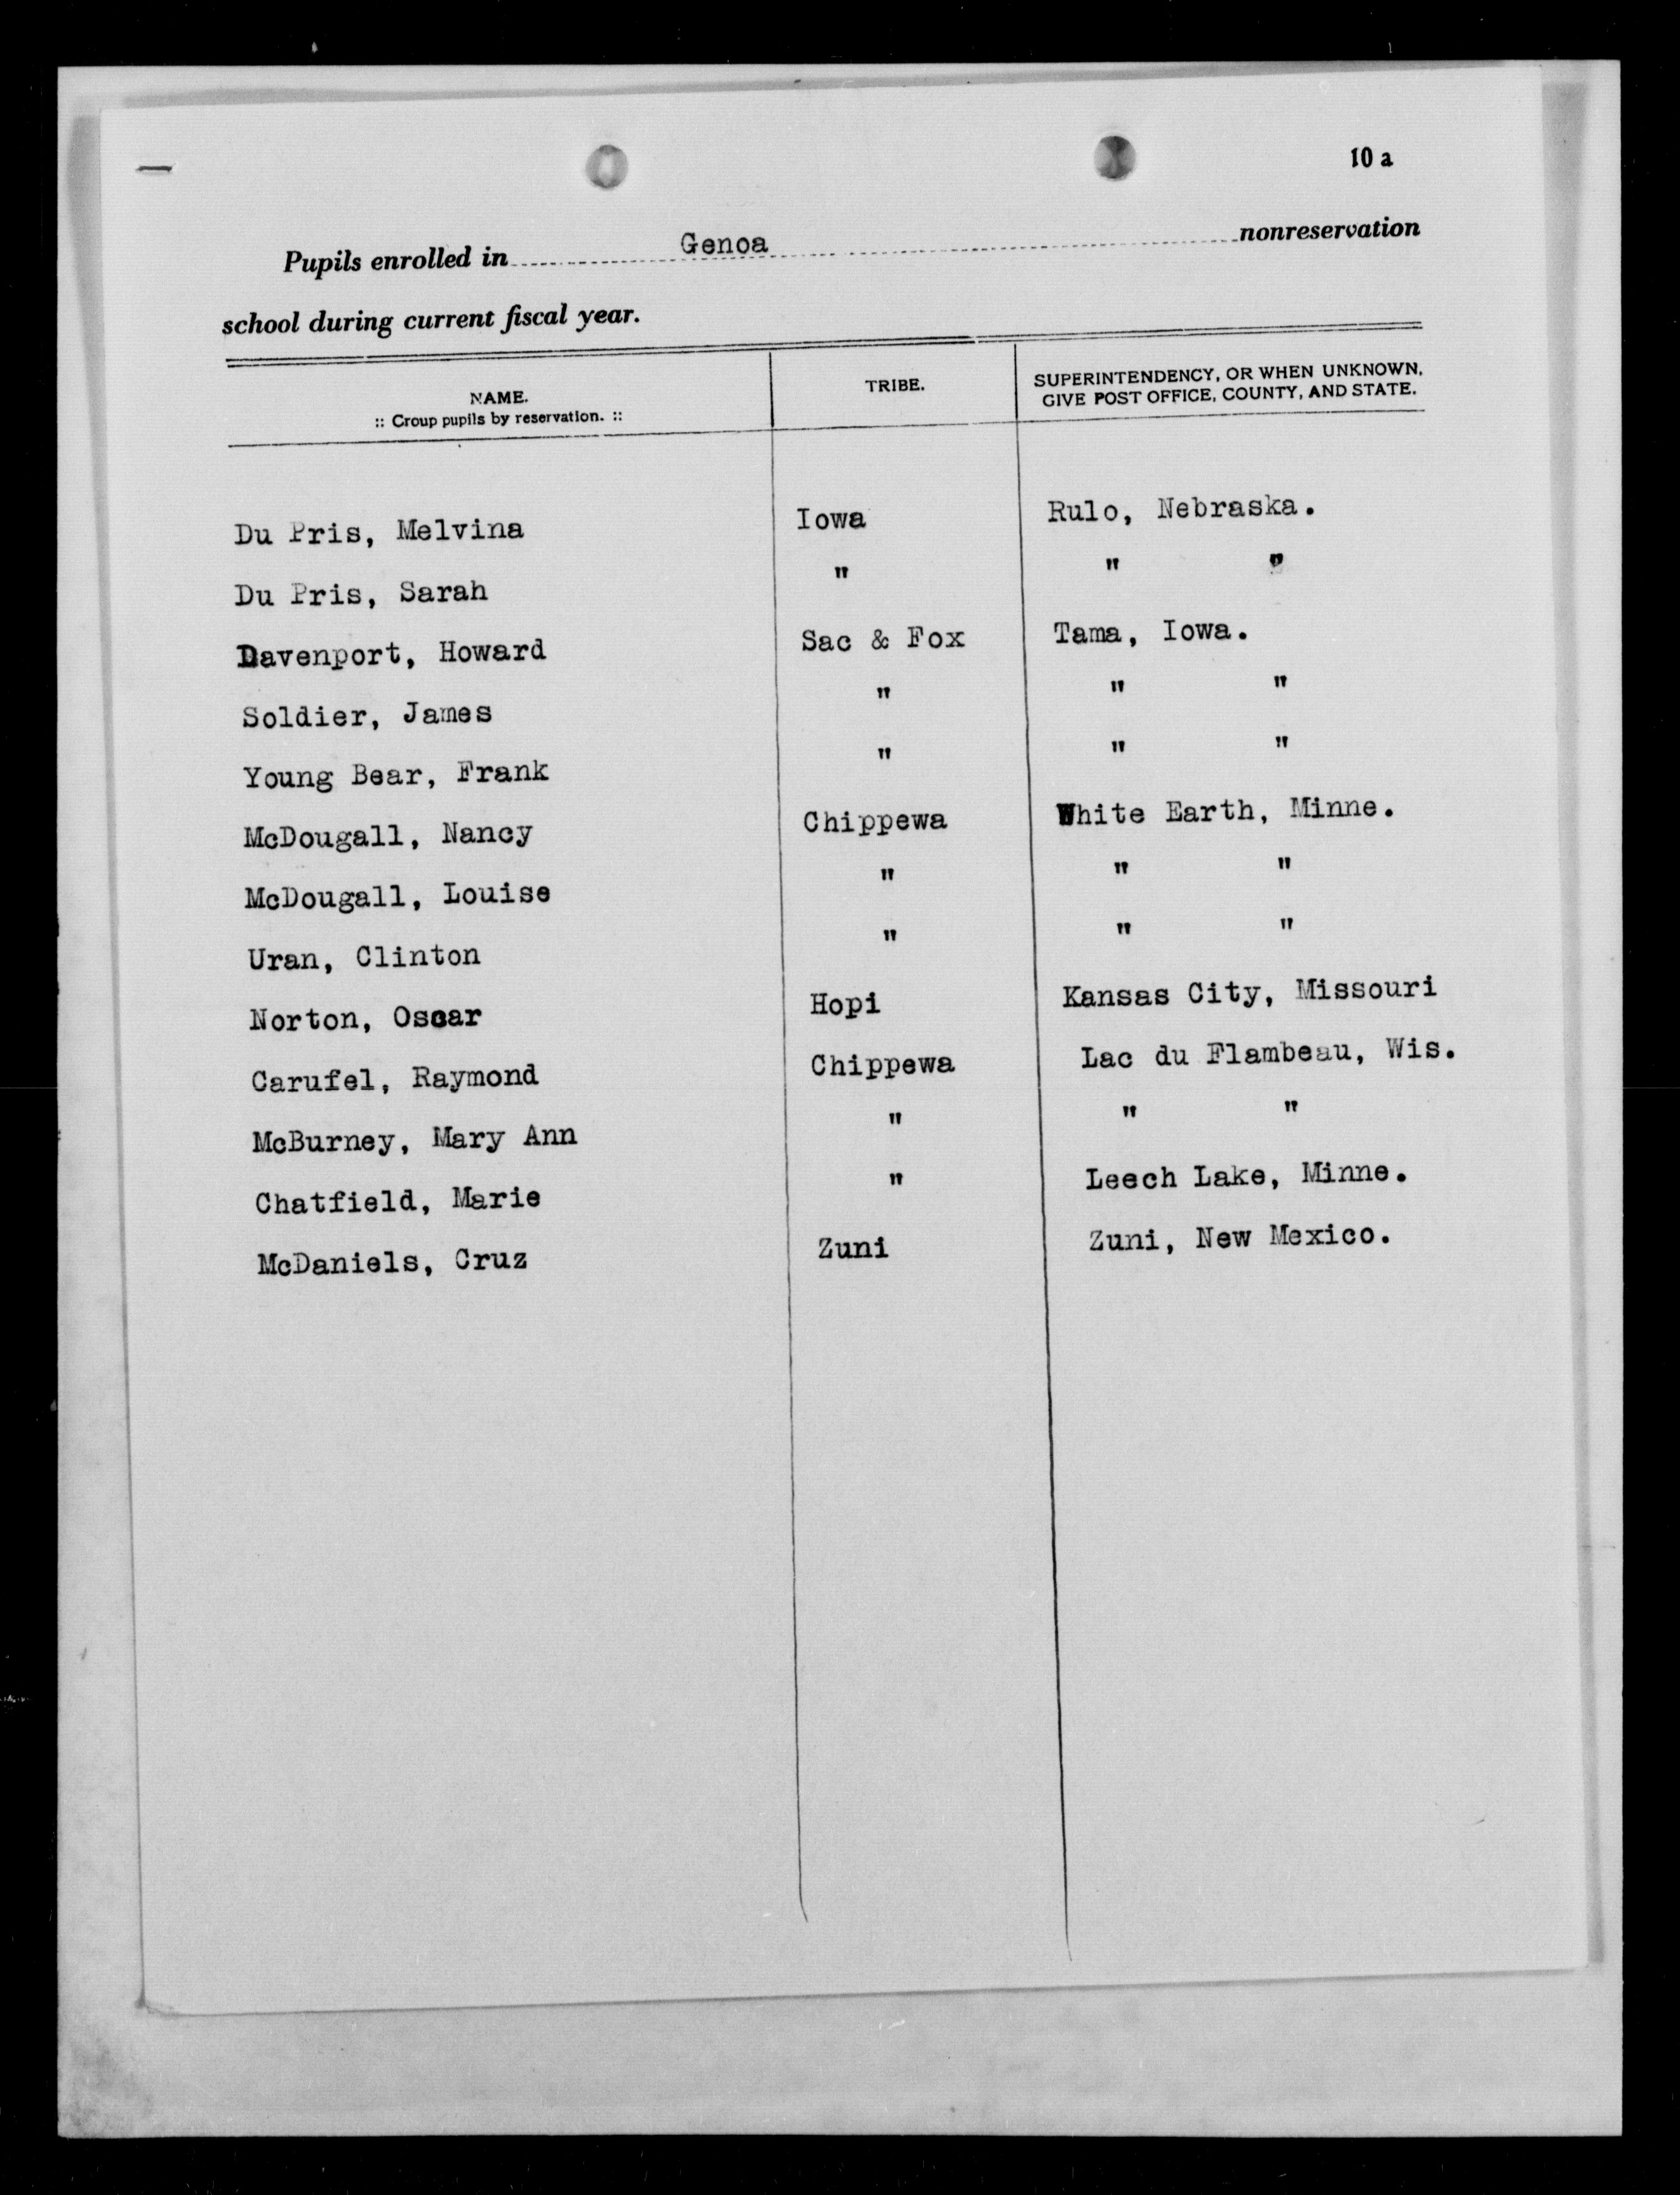 10 a
Pupils enrolled in Genoa nonreservation
school during current fiscal year.
NAME. TRIBE. SUPERINTENDENCY, OR WHEN UNKNOWN,
:: Croup pupils by reservation. :: GIVE POST OFFICE, COUNTY, AND STATE.
Du Pris, Melvina Iowa Rulo, Nebraska.
Du Pris, Sarah " " "
Davenport, Howard Sac & Fox Tama, Iowa.
Soldier, James " " "
Young Bear, Frank " " "
McDougall, Nancy Chippewa White Earth, Minne.
McDougall, Louise " " "
Uran, Clinton " " "
Norton, Oscar Hopi Kansas City, Missouri
Carufel, Raymond Chippewa Lac du Flambeau, Wis.
McBurney, Mary Ann " " "
Chatfield, Marie " Leech Lake, Minne.
McDaniels, Cruz Zuni Zuni, New Mexico.